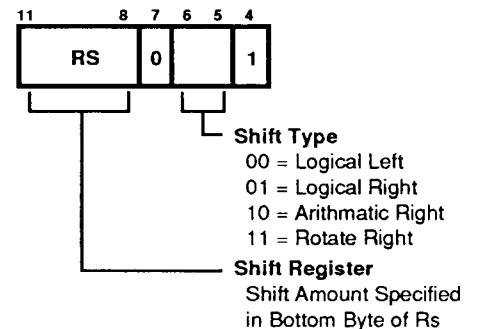 11 8 7 6 5 4
RS 0 1
Shift Type
00 = Logical Left
01 = Logical Right
10 = Arithmatic Right
11 = Rotate Right
Shift Register
Shift Amount Specified
in Bottom Byte of Rs